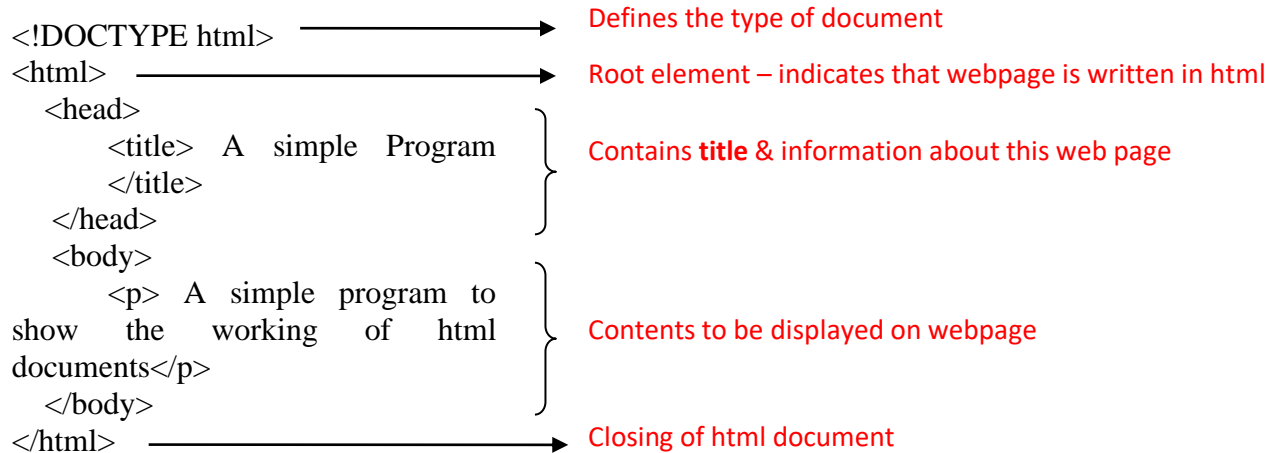 <!DOCTYPE html> Defines the type of document
<html> Root element – indicates that webpage is written in html
<head>
<title> A simple Program
Contains title & information about this web page
</title>
</head>
<body>
<p> A simple program to
show the working of html
Contents to be displayed on webpage
documents</p>
</body>
</html> Closing of html document